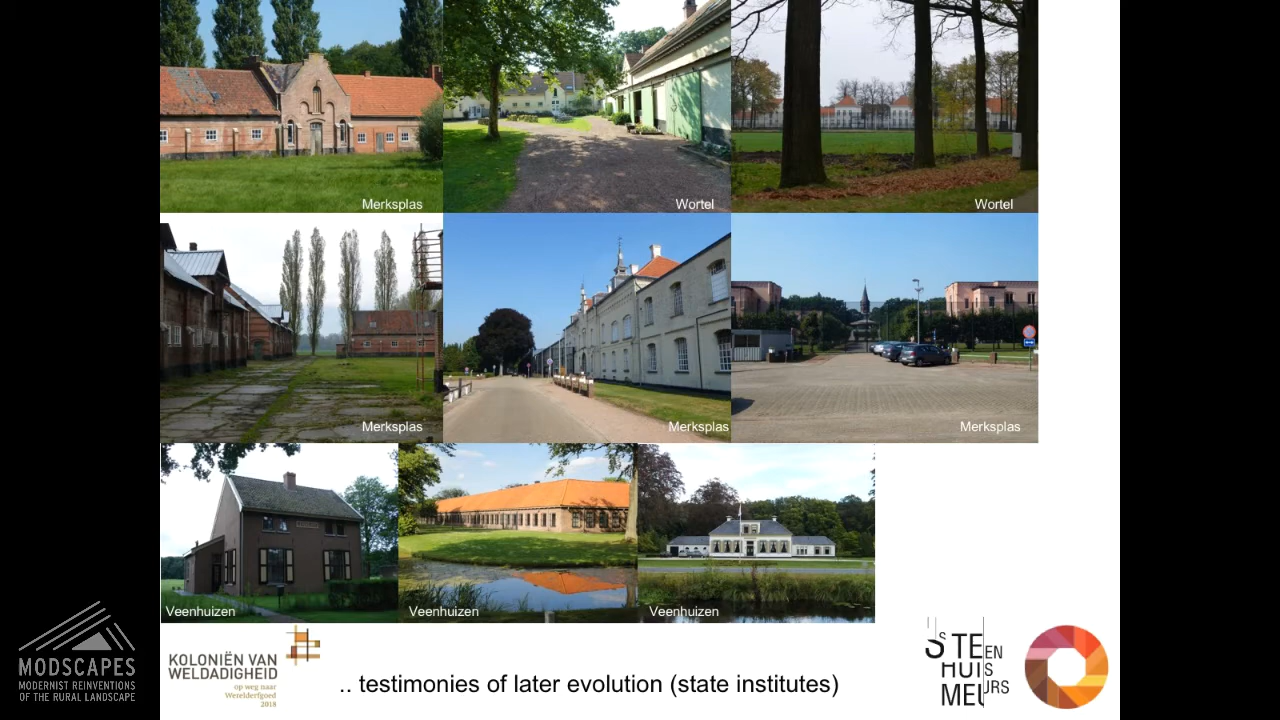 Merksplas
Wortel
Wortel
Merksplas
Merksplas
Merksplas
Veenhuizen
Veenhuizen
Veenhuizen
MODSCAPES
MODERNIST REINVENTIONS
OF THE RURAL LANDSCAPE
KOLONIËN VAN
WELDADIGHEID
op weg naar
Werelderfgoed
2018
.. testimonies of later evolution (state institutes)
STEEN
HUIS
MEURS